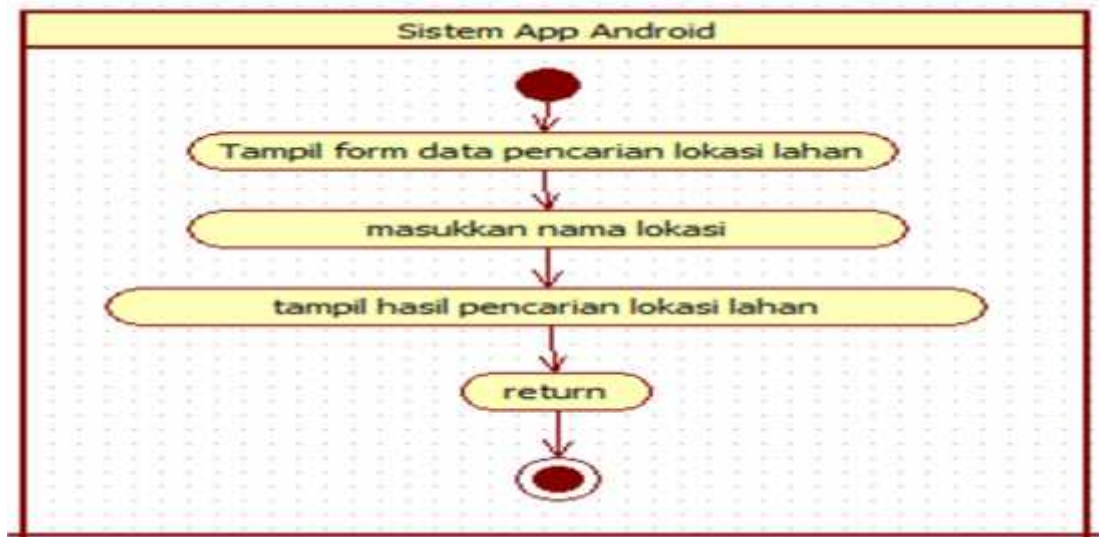 Sistem App Android
Tampil form data pencarian lokasi lahan
masukkan nama lokasi
tampil hasil pencarian lokasi lahan
return